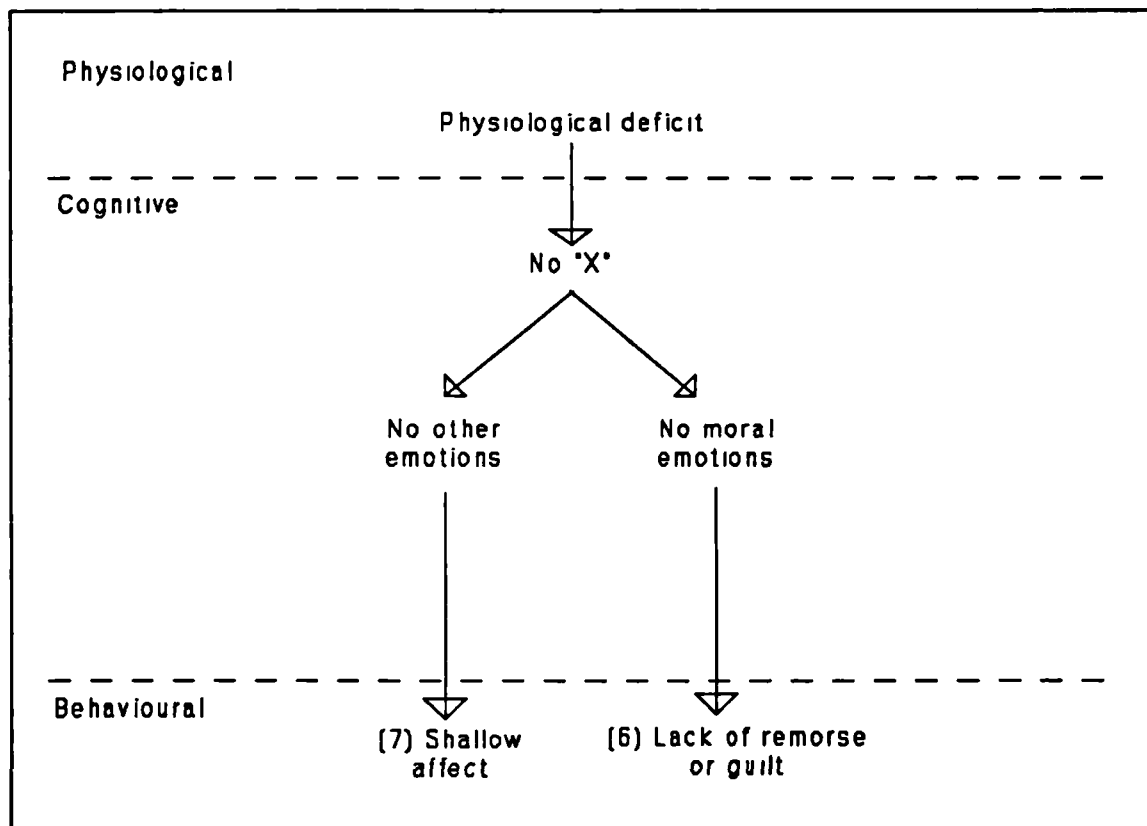 Physiological
Physiological deficit
Cognitive
No "X"
No other
emotions
No moral
emotions
Behavioural
(7) Shallow
affect
(6) Lack of remorse
or guilt